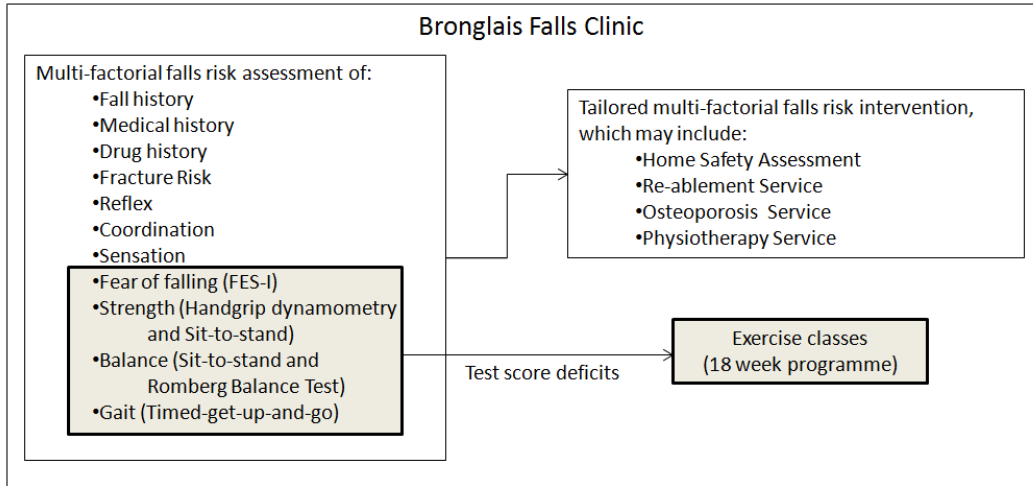 Bronglais Falls Clinic
Multi-factorial falls risk assessment of:
•Fall history
•Medical history
•Drug history
•Fracture Risk
•Reflex
•Coordination
•Sensation
•Fear of falling (FES-I)
•Strength (Handgrip dynamometry
and Sit-to-stand)
•Balance (Sit-to-stand and
Romberg Balance Test)
•Gait (Timed-get-up-and-go)
Tailored multi-factorial falls risk intervention,
which may include:
•Home Safety Assessment
•Re-ablement Service
•Osteoporosis Service
•Physiotherapy Service
Test score deficits
Exercise classes
(18 week programme)